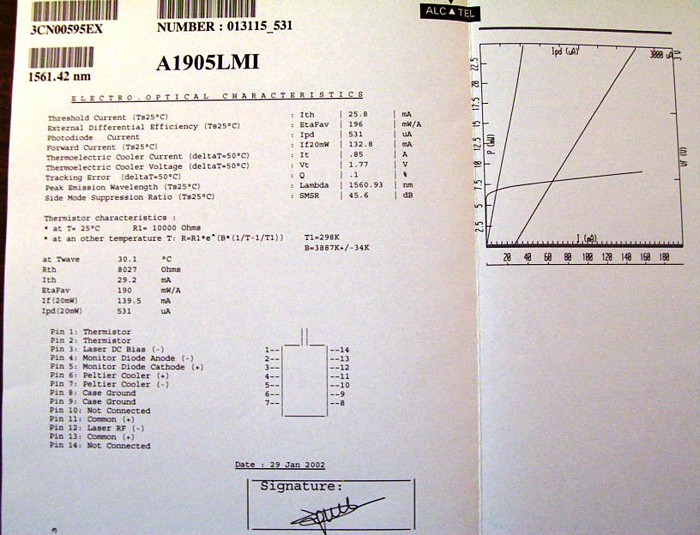 3CN00595EX
NUMBER : 013115_531
ALCATEL
1561.42 nm
A1905LMI
ELECTRO.OPTICAL CHARACTERISTICS
Threshold Current (T≡25°C) : Ith | 25.8 | mA
External Differential Efficiency (T≡25°C) : EtaFav | 196 | mW/A
Photodiode Current : Ipd | 531 | uA
Forward Current (T≡25°C) : If20mW | 132.8 | mA
Thermoelectric Cooler Current (deltaT=50°C) : It | .85 | A
Thermoelectric Cooler Voltage (deltaT=50°C) : Vt | 1.77 | V
Tracking Error (deltaT=50°C) : Q | .1 | %
Peak Emission Wavelength (T≡25°C) : Lambda | 1560.93 | nm
Side Mode Suppression Ratio (T≡25°C) : SMSR | 45.6 | dB
Thermistor characteristics :
* at T= 25°C R1= 10000 Ohms
* at an other temperature T: R=R1*e^(B*(1/T-1/T1)) T1=298K
B=3887K+/-34K
at Twave 30.1 °C
Rth 8027 Ohms
Ith 29.2 mA
EtaFav 190 mW/A
If(20mW) 139.5 mA
Ipd(20mW) 531 uA
Pin 1: Thermistor
Pin 2: Thermistor
Pin 3: Laser DC Bias (-)
Pin 4: Monitor Diode Anode (-)
Pin 5: Monitor Diode Cathode (+)
Pin 6: Peltier Cooler (+)
Pin 7: Peltier Cooler (-)
Pin 8: Case Ground
Pin 9: Case Ground
Pin 10: Not Connected
Pin 11: Common (+)
Pin 12: Laser RF (-)
Pin 13: Common (+)
Pin 14: Not Connected
1-- --14
2-- --13
3-- --12
4-- --11
5-- --10
6-- --9
7-- --8
Date : 29 Jan 2002
Signature:
Ipd (uA)
3000 uA
3 V
22.5
17.5
15
12.5
P (mW)
10
7.5
5
2.5
Vf (V)
I (mA)
20 40 60 80 100 120 140 160 180